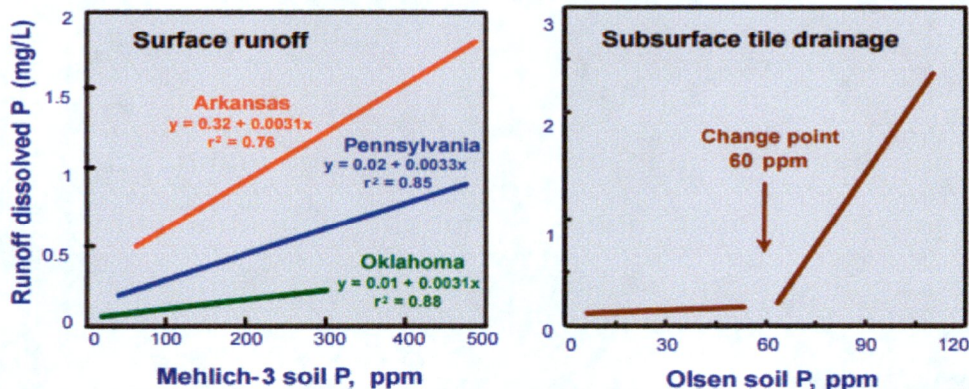 Surface runoff
Runoff dissolved P (mg/L)
2
1.5
1
0.5
0
Arkansas
y = 0.32 + 0.0031x
r² = 0.76
Pennsylvania
y = 0.02 + 0.0033x
r² = 0.85
Oklahoma
y = 0.01 + 0.0031x
r² = 0.88
0 100 200 300 400 500
Mehlich-3 soil P, ppm
Subsurface tile drainage
3
2
1
0
Change point
60 ppm
0 30 60 90 120
Olsen soil P, ppm